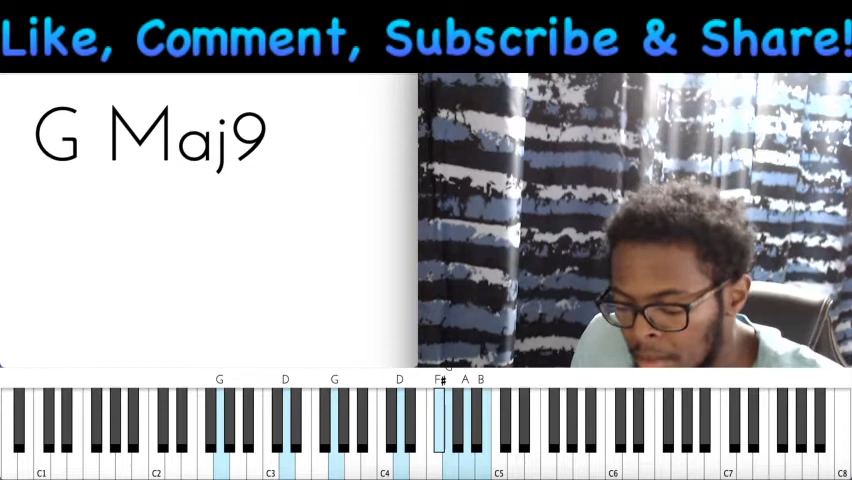 Like, Comment, Subscribe & Share!
G Maj9
G D G D F# G A B
C1 C2 C3 C4 C5 C6 C7 C8